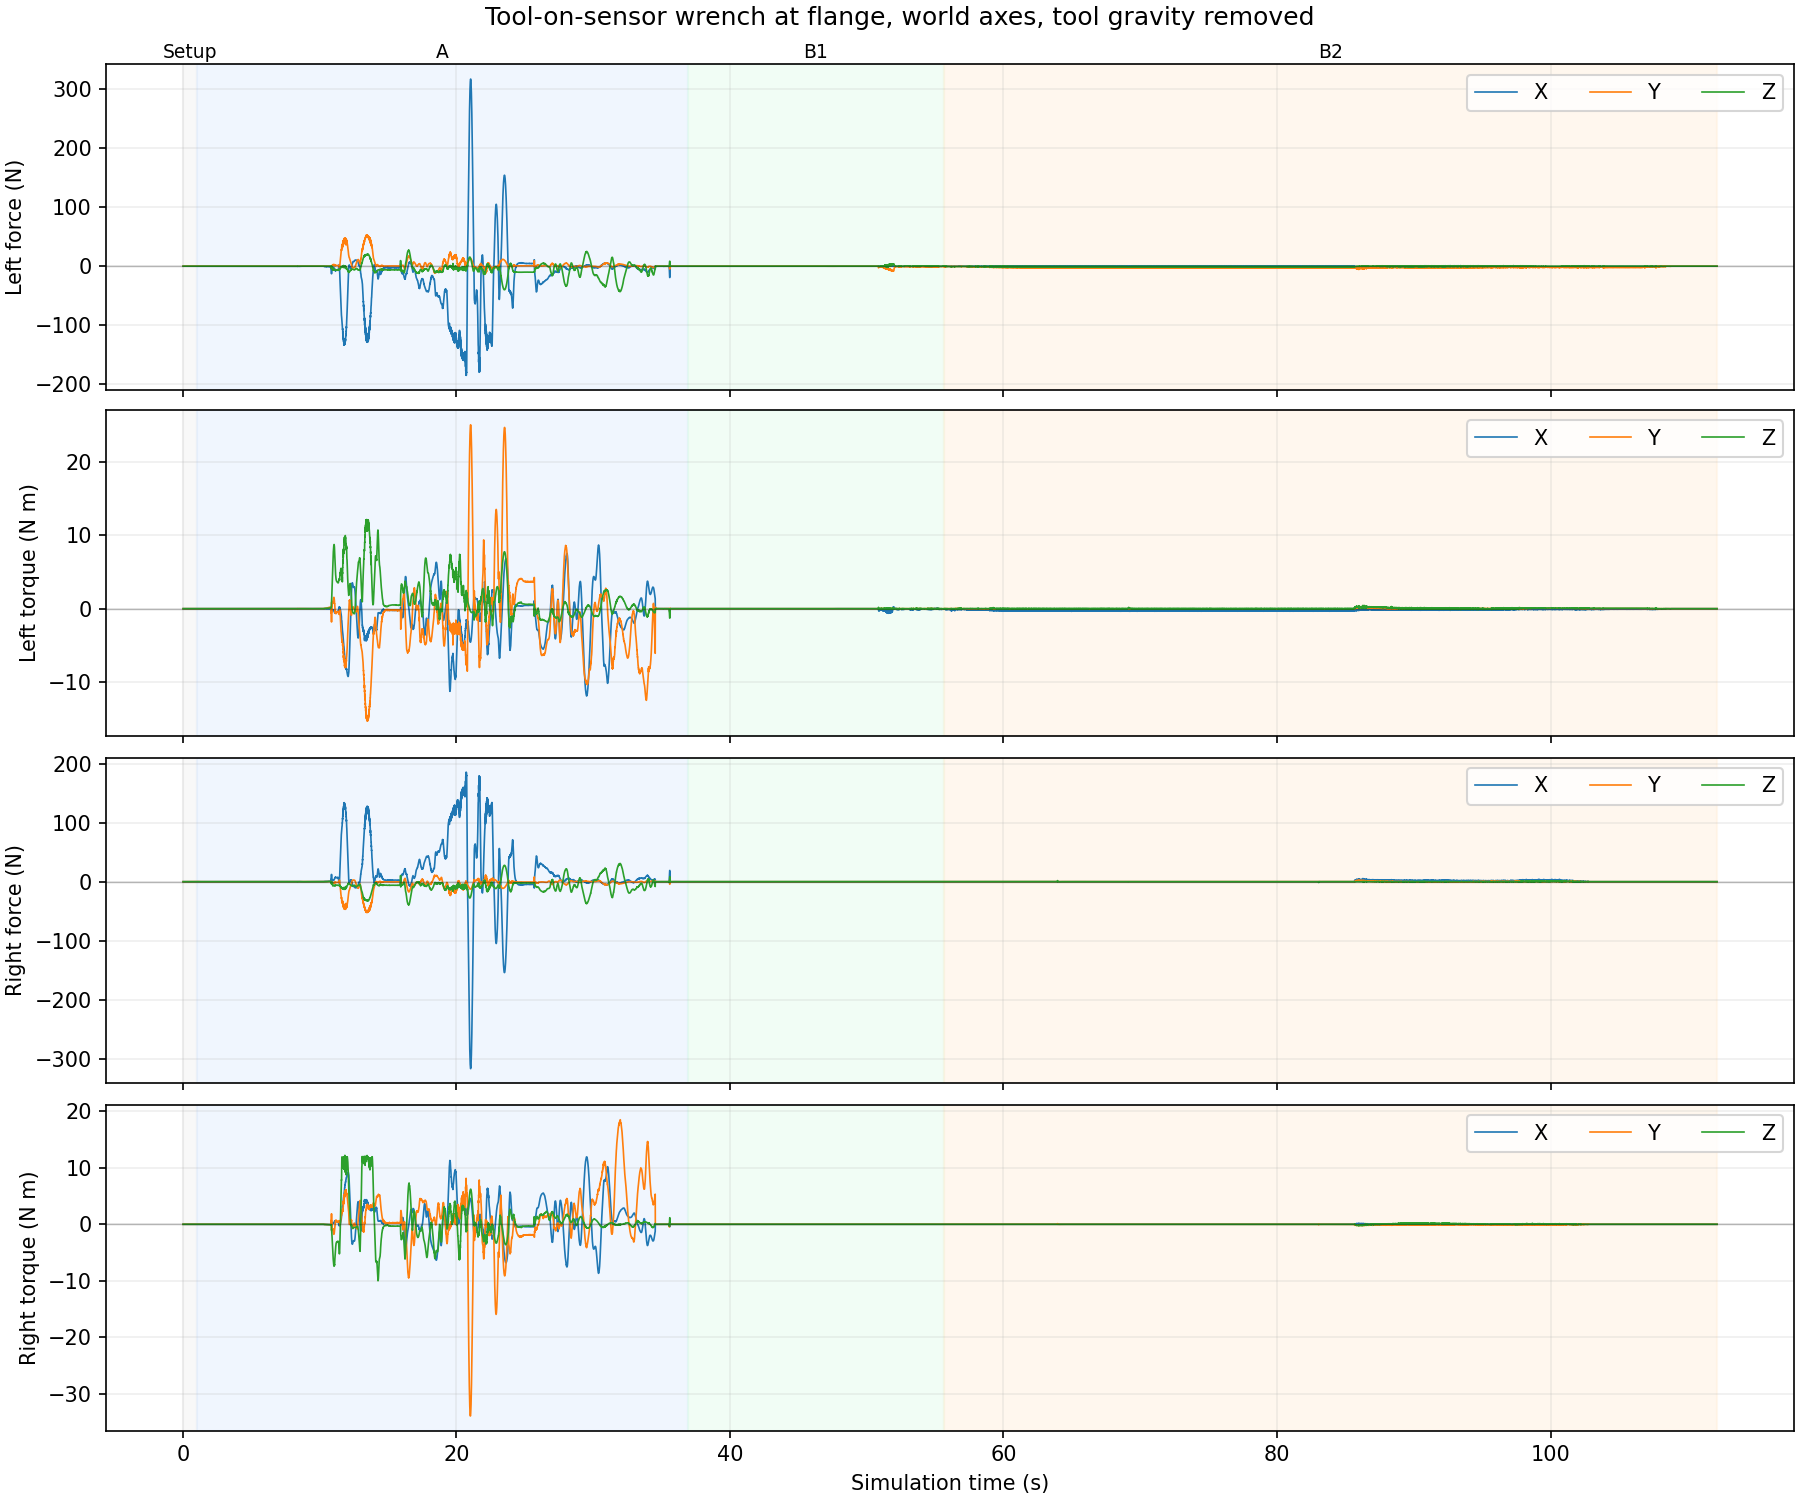 Tool-on-sensor wrench at flange, world axes, tool gravity removed
Setup A B1 B2
Left force (N)
300
200
100
0
−100
−200
X Y Z
Left torque (N m)
20
10
0
−10
X Y Z
Right force (N)
200
100
0
−100
−200
−300
X Y Z
Right torque (N m)
20
10
0
−10
−20
−30
X Y Z
0 20 40 60 80 100
Simulation time (s)